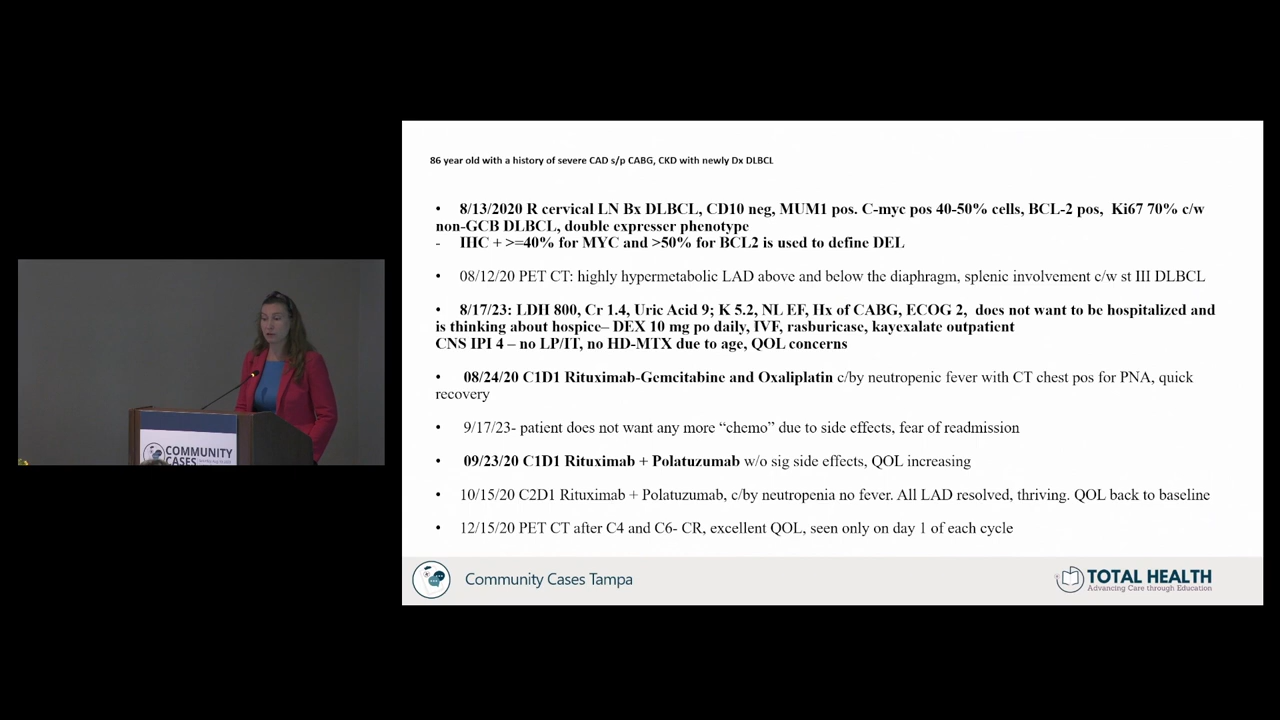 86 year old with a history of severe CAD s/p CABG, CKD with newly Dx DLBCL
• 8/13/2020 R cervical LN Bx DLBCL, CD10 neg, MUM1 pos. C-myc pos 40-50% cells, BCL-2 pos, Ki67 70% c/w
non-GCB DLBCL, double expresser phenotype
- IHC + >=40% for MYC and >50% for BCL2 is used to define DEL
• 08/12/20 PET CT: highly hypermetabolic LAD above and below the diaphragm, splenic involvement c/w st III DLBCL
• 8/17/23: LDH 800, Cr 1.4, Uric Acid 9; K 5.2, NL EF, Hx of CABG, ECOG 2, does not want to be hospitalized and
is thinking about hospice– DEX 10 mg po daily, IVF, rasburicase, kayexalate outpatient
CNS IPI 4 – no LP/IT, no HD-MTX due to age, QOL concerns
• 08/24/20 C1D1 Rituximab-Gemcitabine and Oxaliplatin c/by neutropenic fever with CT chest pos for PNA, quick
recovery
• 9/17/23- patient does not want any more “chemo” due to side effects, fear of readmission
• 09/23/20 C1D1 Rituximab + Polatuzumab w/o sig side effects, QOL increasing
• 10/15/20 C2D1 Rituximab + Polatuzumab, c/by neutropenia no fever. All LAD resolved, thriving. QOL back to baseline
• 12/15/20 PET CT after C4 and C6- CR, excellent QOL, seen only on day 1 of each cycle
COMMUNITY
CASES
Community Cases Tampa
TOTAL HEALTH
Advancing Care through Education